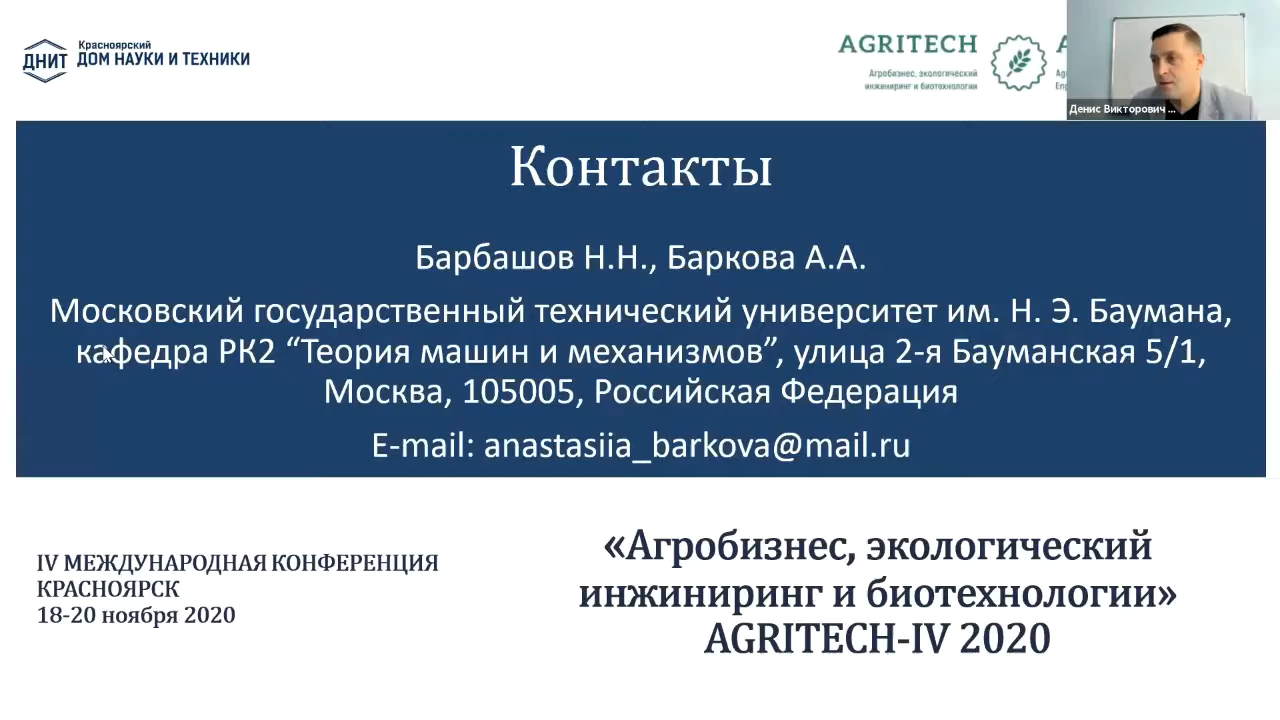 Красноярский
ДНИТ ДОМ НАУКИ И ТЕХНИКИ
AGRITECH
Агробизнес, экологический
инжиниринг и биотехнологии
Денис Викторович ...
Контакты
Барбашов Н.Н., Баркова А.А.
Московский государственный технический университет им. Н. Э. Баумана,
кафедра РК2 “Теория машин и механизмов”, улица 2-я Бауманская 5/1,
Москва, 105005, Российская Федерация
E-mail: anastasiia_barkova@mail.ru
IV МЕЖДУНАРОДНАЯ КОНФЕРЕНЦИЯ
КРАСНОЯРСК
18-20 ноября 2020
«Агробизнес, экологический
инжиниринг и биотехнологии»
AGRITECH-IV 2020